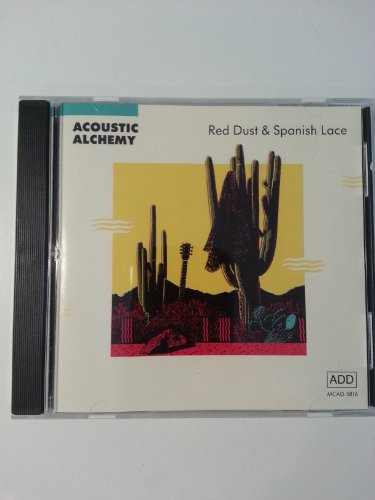 ACOUSTIC
ALCHEMY
Red Dust & Spanish Lace
ADD
MCAD-5816